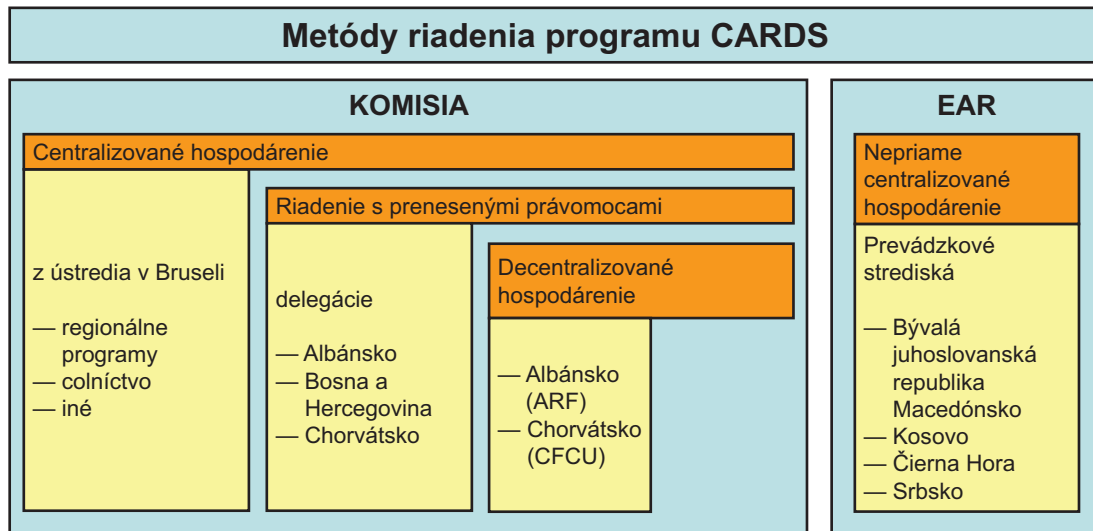 Metódy riadenia programu CARDS
KOMISIA
Centralizované hospodárenie
z ústredia v Bruseli
— regionálne
programy
— colníctvo
— iné
Riadenie s prenesenými právomocami
delegácie
— Albánsko
— Bosna a
Hercegovina
— Chorvátsko
Decentralizované
hospodárenie
— Albánsko
(ARF)
— Chorvátsko
(CFCU)
EAR
Nepriame
centralizované
hospodárenie
Prevádzkové
strediská
— Bývalá
juhoslovanská
republika
Macedónsko
— Kosovo
— Čierna Hora
— Srbsko